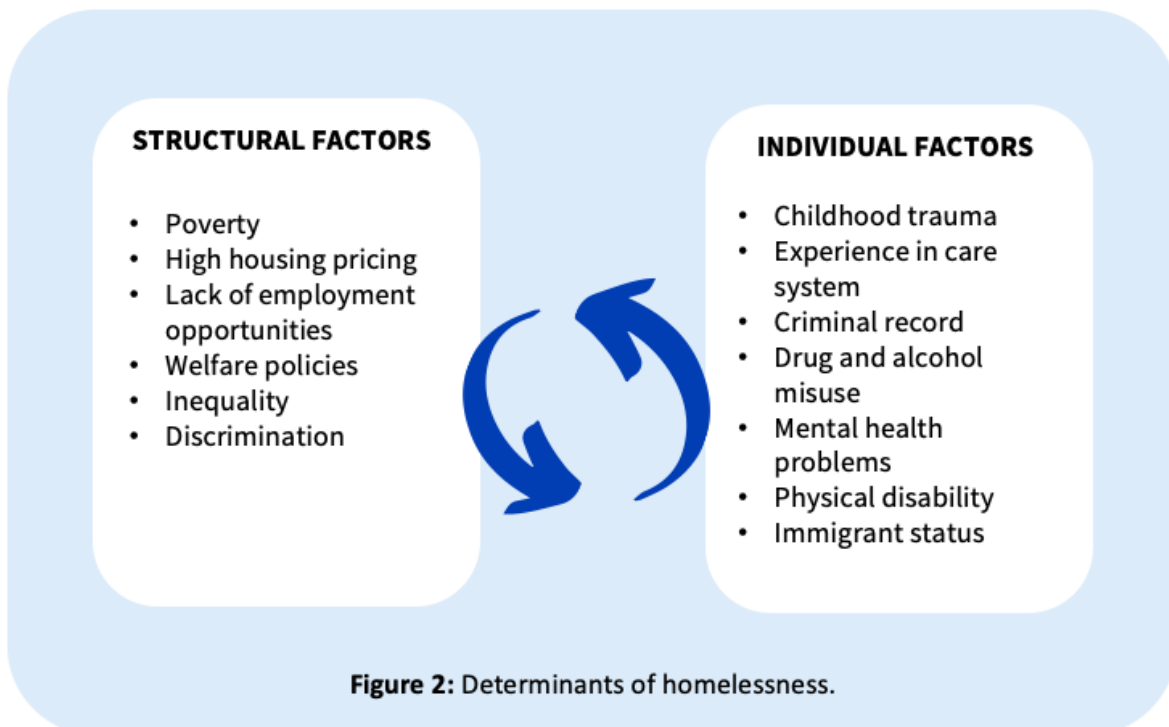 STRUCTURAL FACTORS
• Poverty
• High housing pricing
• Lack of employment
opportunities
• Welfare policies
• Inequality
• Discrimination
INDIVIDUAL FACTORS
• Childhood trauma
• Experience in care
system
• Criminal record
• Drug and alcohol
misuse
• Mental health
problems
• Physical disability
• Immigrant status
Figure 2: Determinants of homelessness.